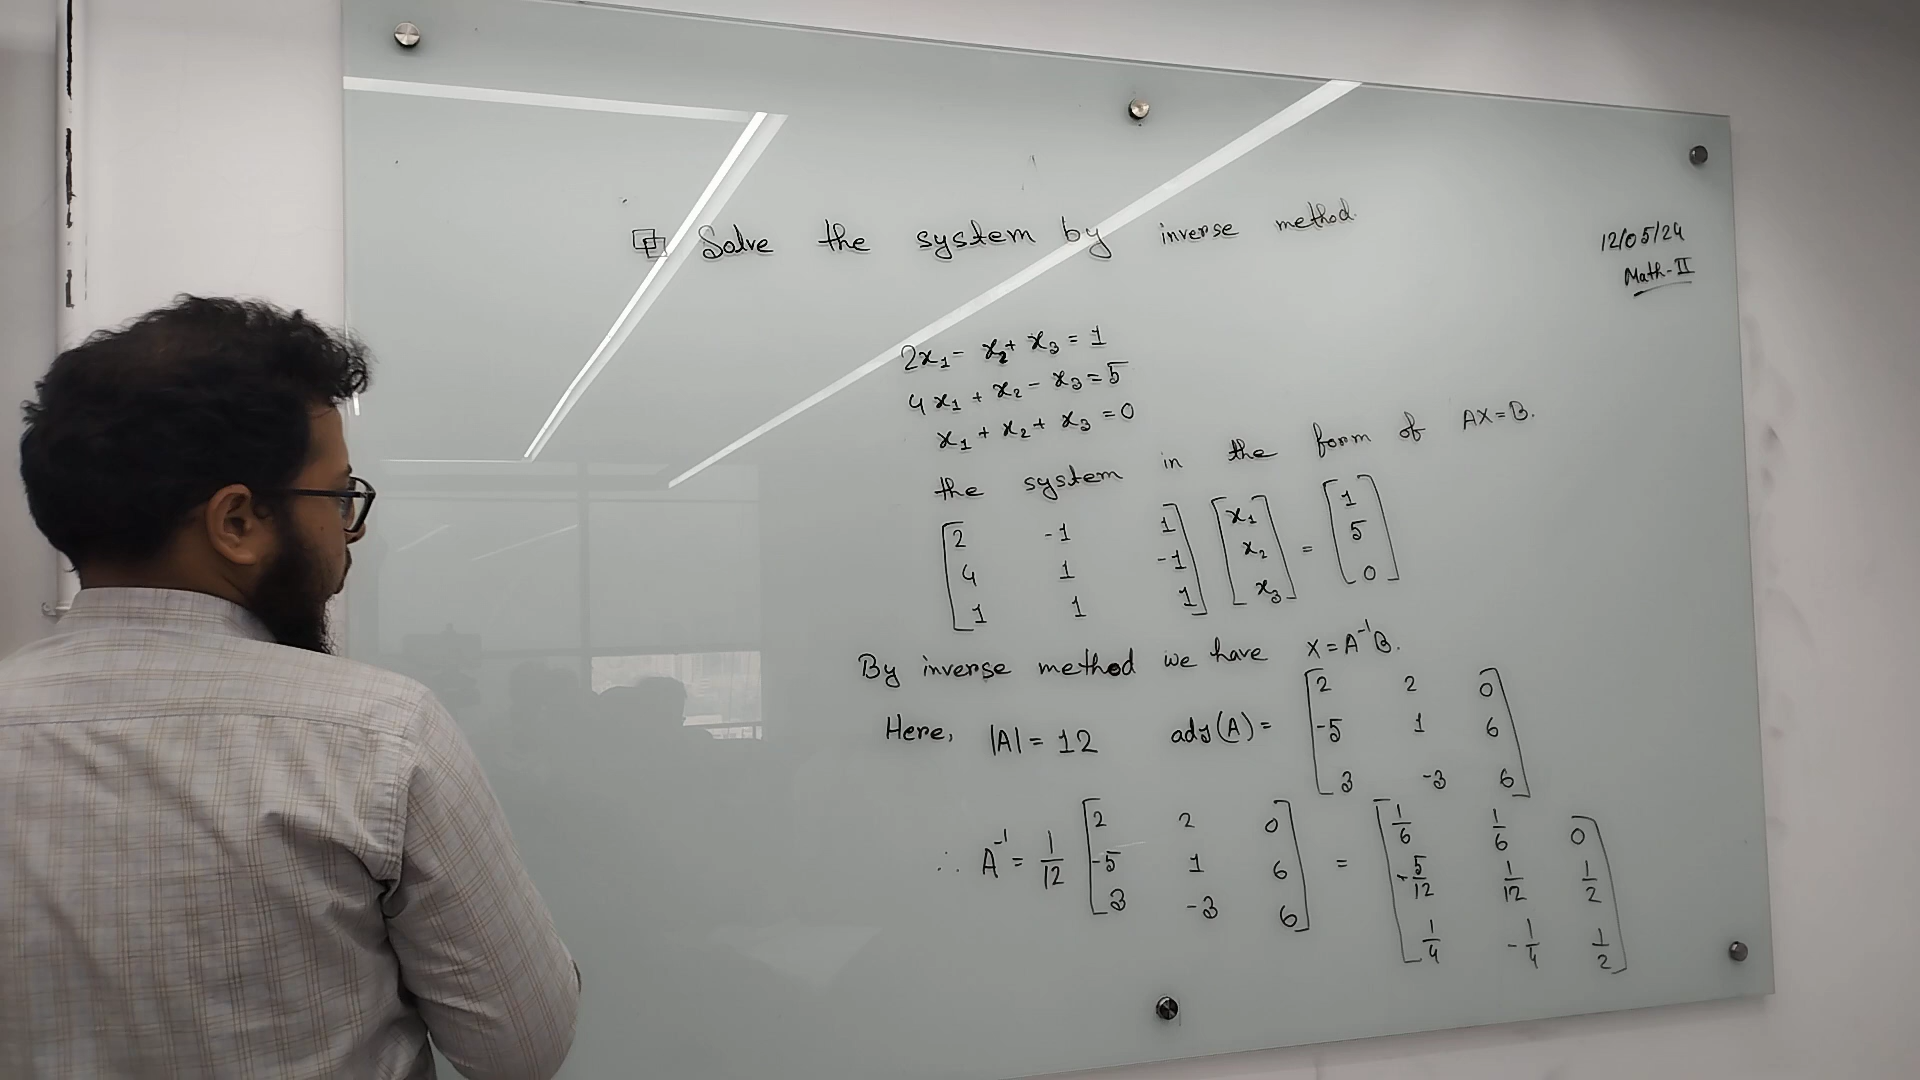 Solve the system by inverse method.
12/05/24
Math-II
2x₁ - x₂ + x₃ = 1
4x₁ + x₂ - x₃ = 5
x₁ + x₂ + x₃ = 0
the system in the form of AX=B.
[2 -1 1] [x₁] [1]
[4 1 -1] [x₂] = [5]
[1 1 1] [x₃] [0]
By inverse method we have X = A⁻¹B.
Here, |A| = 12 adj(A) =
[2 2 0]
[-5 1 6]
[3 -3 6]
∴ A⁻¹ = 1/12
[2 2 0]
[-5 1 6]
[3 -3 6]
=
[1/6 1/6 0]
[-5/12 1/12 1/2]
[1/4 -1/4 1/2]